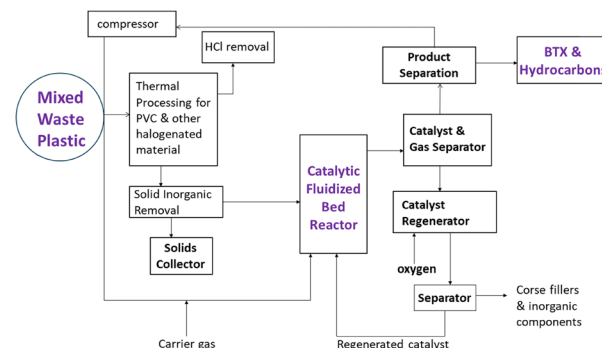 compressor
HCl removal
Product
Separation
BTX &
Hydrocarbons
Mixed
Waste
Plastic
Thermal
Processing for
PVC & other
halogenated
material
Catalyst &
Gas Separator
Catalytic
Fluidized
Bed
Reactor
Solid Inorganic
Removal
Catalyst
Regenerator
Solids
Collector
oxygen
Separator
Corse fillers
& inorganic
components
Carrier gas
Regenerated catalyst